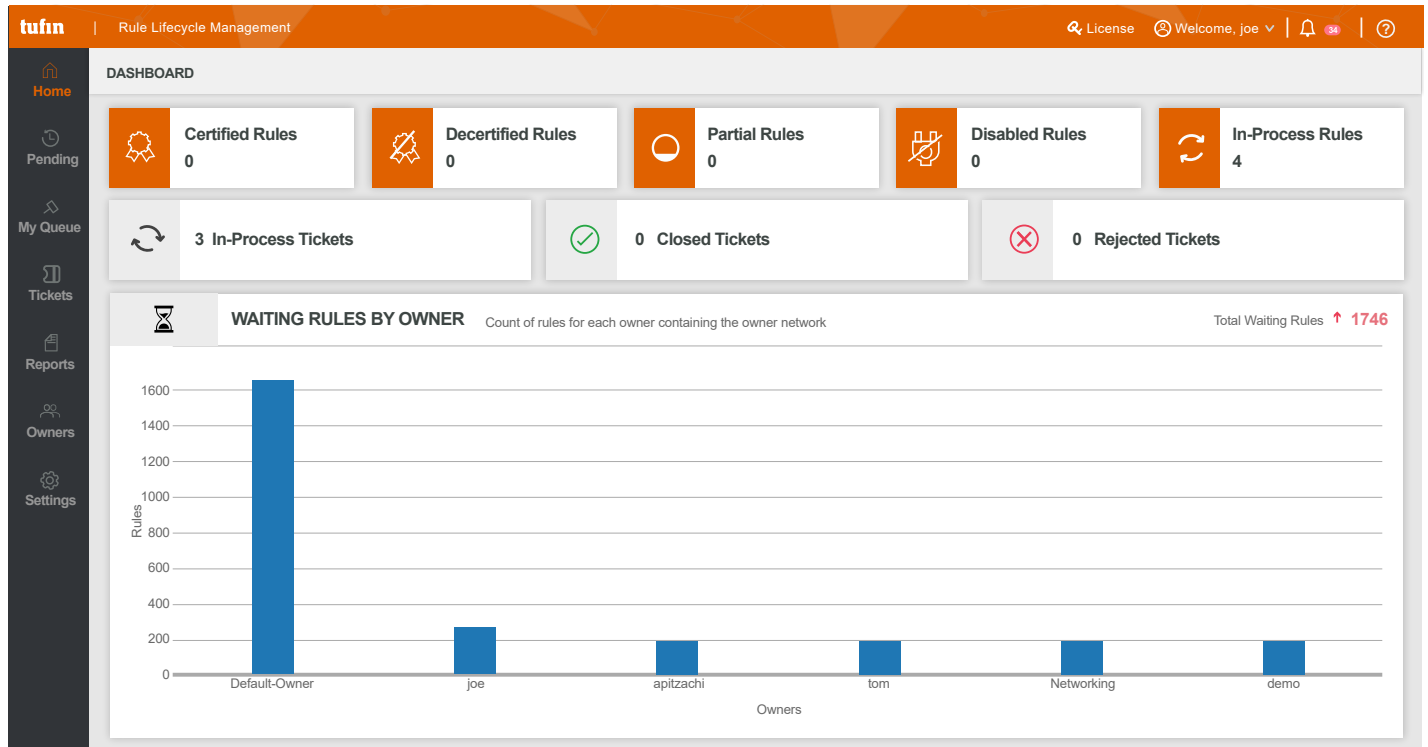 tufin | Rule Lifecycle Management License Welcome, joe | 34 | ?
DASHBOARD
Home
Pending
My Queue
Tickets
Reports
Owners
Settings
Certified Rules
0
Decertified Rules
0
Partial Rules
0
Disabled Rules
0
In-Process Rules
4
3 In-Process Tickets
0 Closed Tickets
0 Rejected Tickets
WAITING RULES BY OWNER Count of rules for each owner containing the owner network Total Waiting Rules 1746
Rules
1600
1400
1200
1000
800
600
400
200
0
Default-Owner joe apitzachi tom Networking demo
Owners